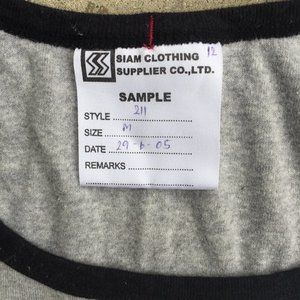 SIAM CLOTHING 12
SUPPLIER CO.,LTD.
SAMPLE
STYLE 211
SIZE M
DATE 29-6-05
REMARKS